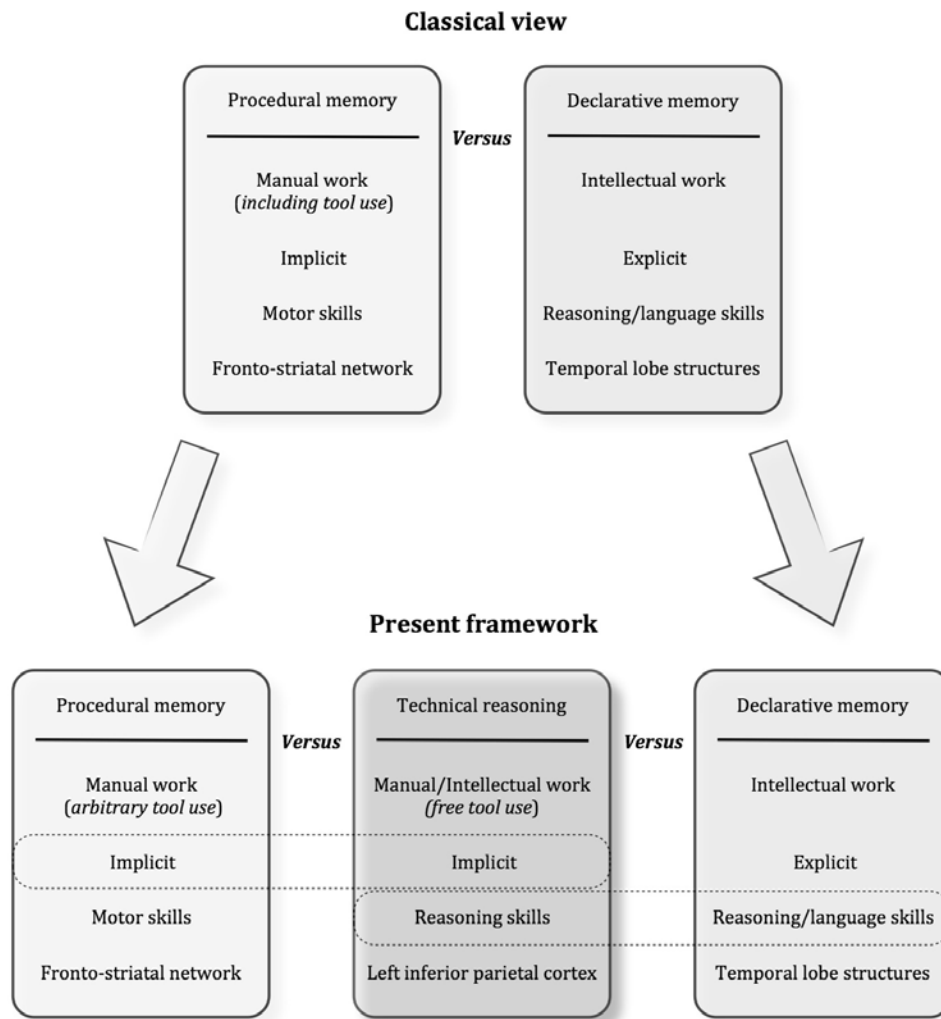 Classical view
Procedural memory
Versus
Declarative memory
Manual work
(including tool use)
Intellectual work
Implicit
Explicit
Motor skills
Reasoning/language skills
Fronto-striatal network
Temporal lobe structures
Present framework
Procedural memory
Versus
Technical reasoning
Versus
Declarative memory
Manual work
(arbitrary tool use)
Manual/Intellectual work
(free tool use)
Intellectual work
Implicit
Implicit
Explicit
Motor skills
Reasoning skills
Reasoning/language skills
Fronto-striatal network
Left inferior parietal cortex
Temporal lobe structures